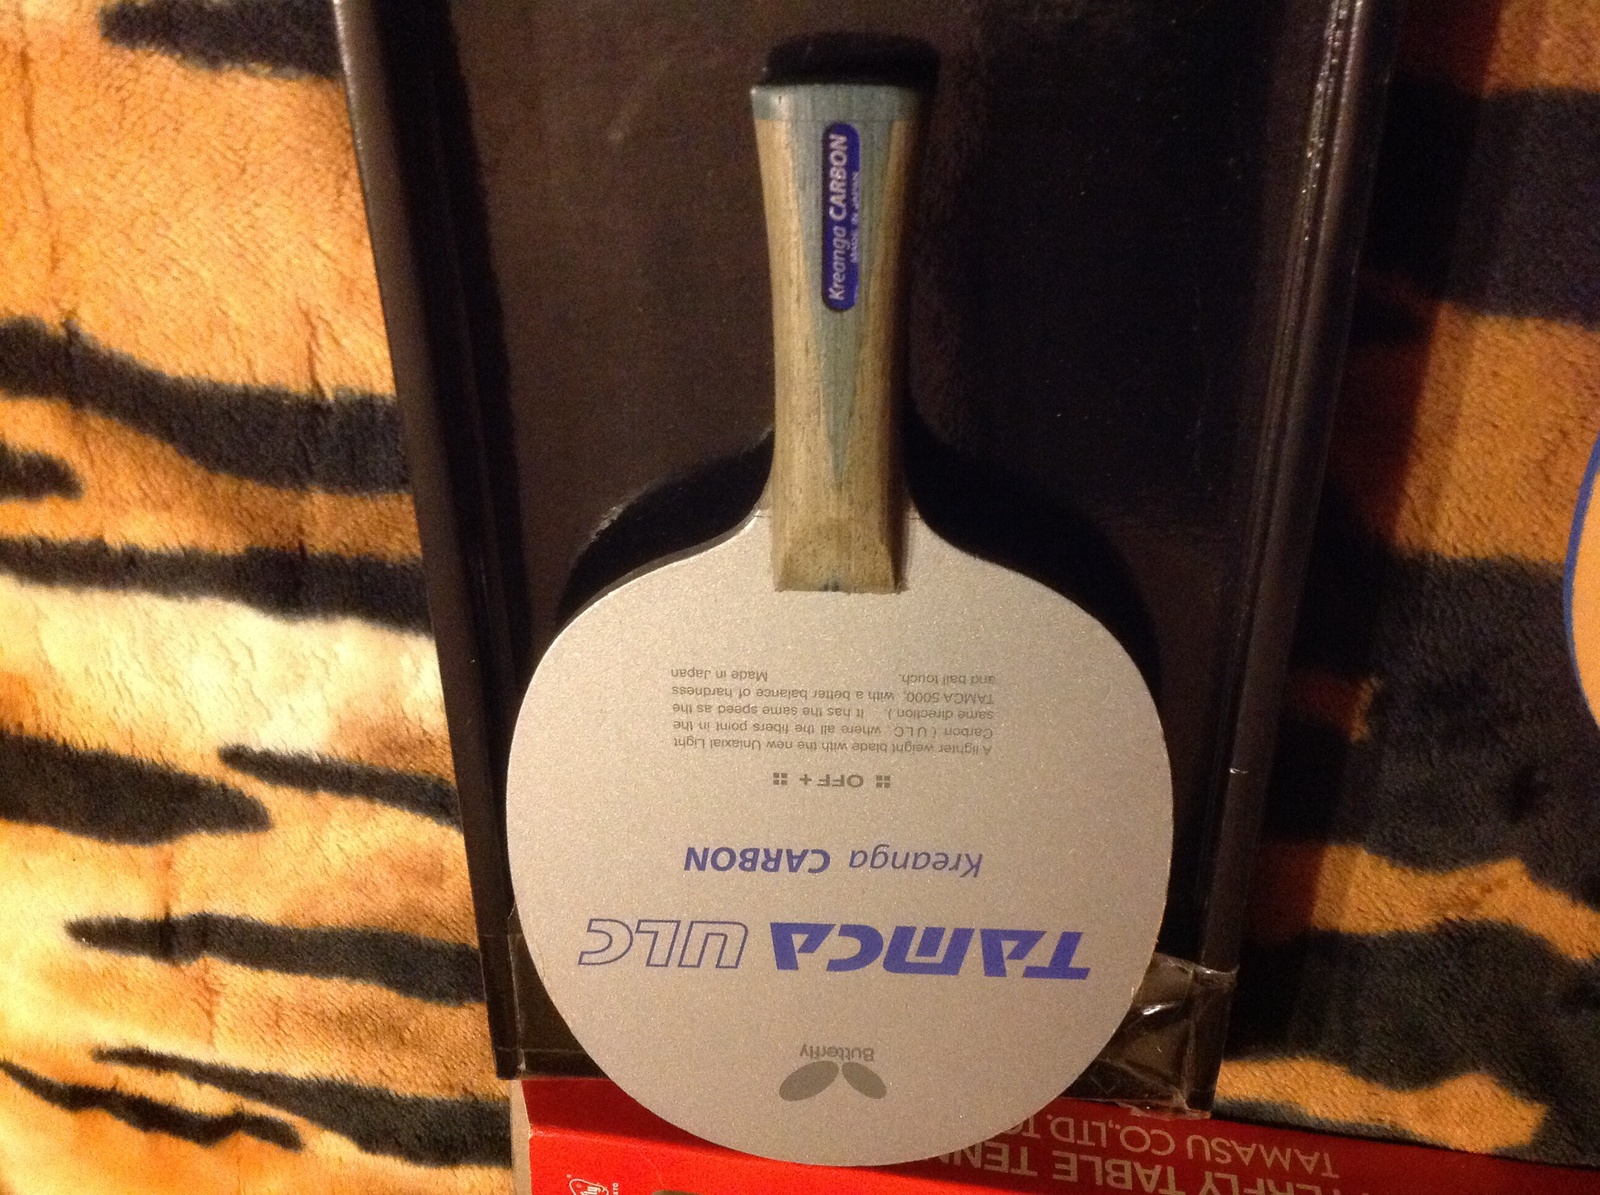 Kreanga CARBON
MADE IN JAPAN
Butterfly
TAMCA ULC
Kreanga CARBON
OFF +
A lighter weight blade with the new Uniaxial Light
Carbon ( U L C, where all the fibers point in the
same direction ) It has the same speed as the
TAMCA 5000, with a better balance of hardness
and ball touch. Made in Japan
TABLE TEN
TAMASU CO.,LTD.